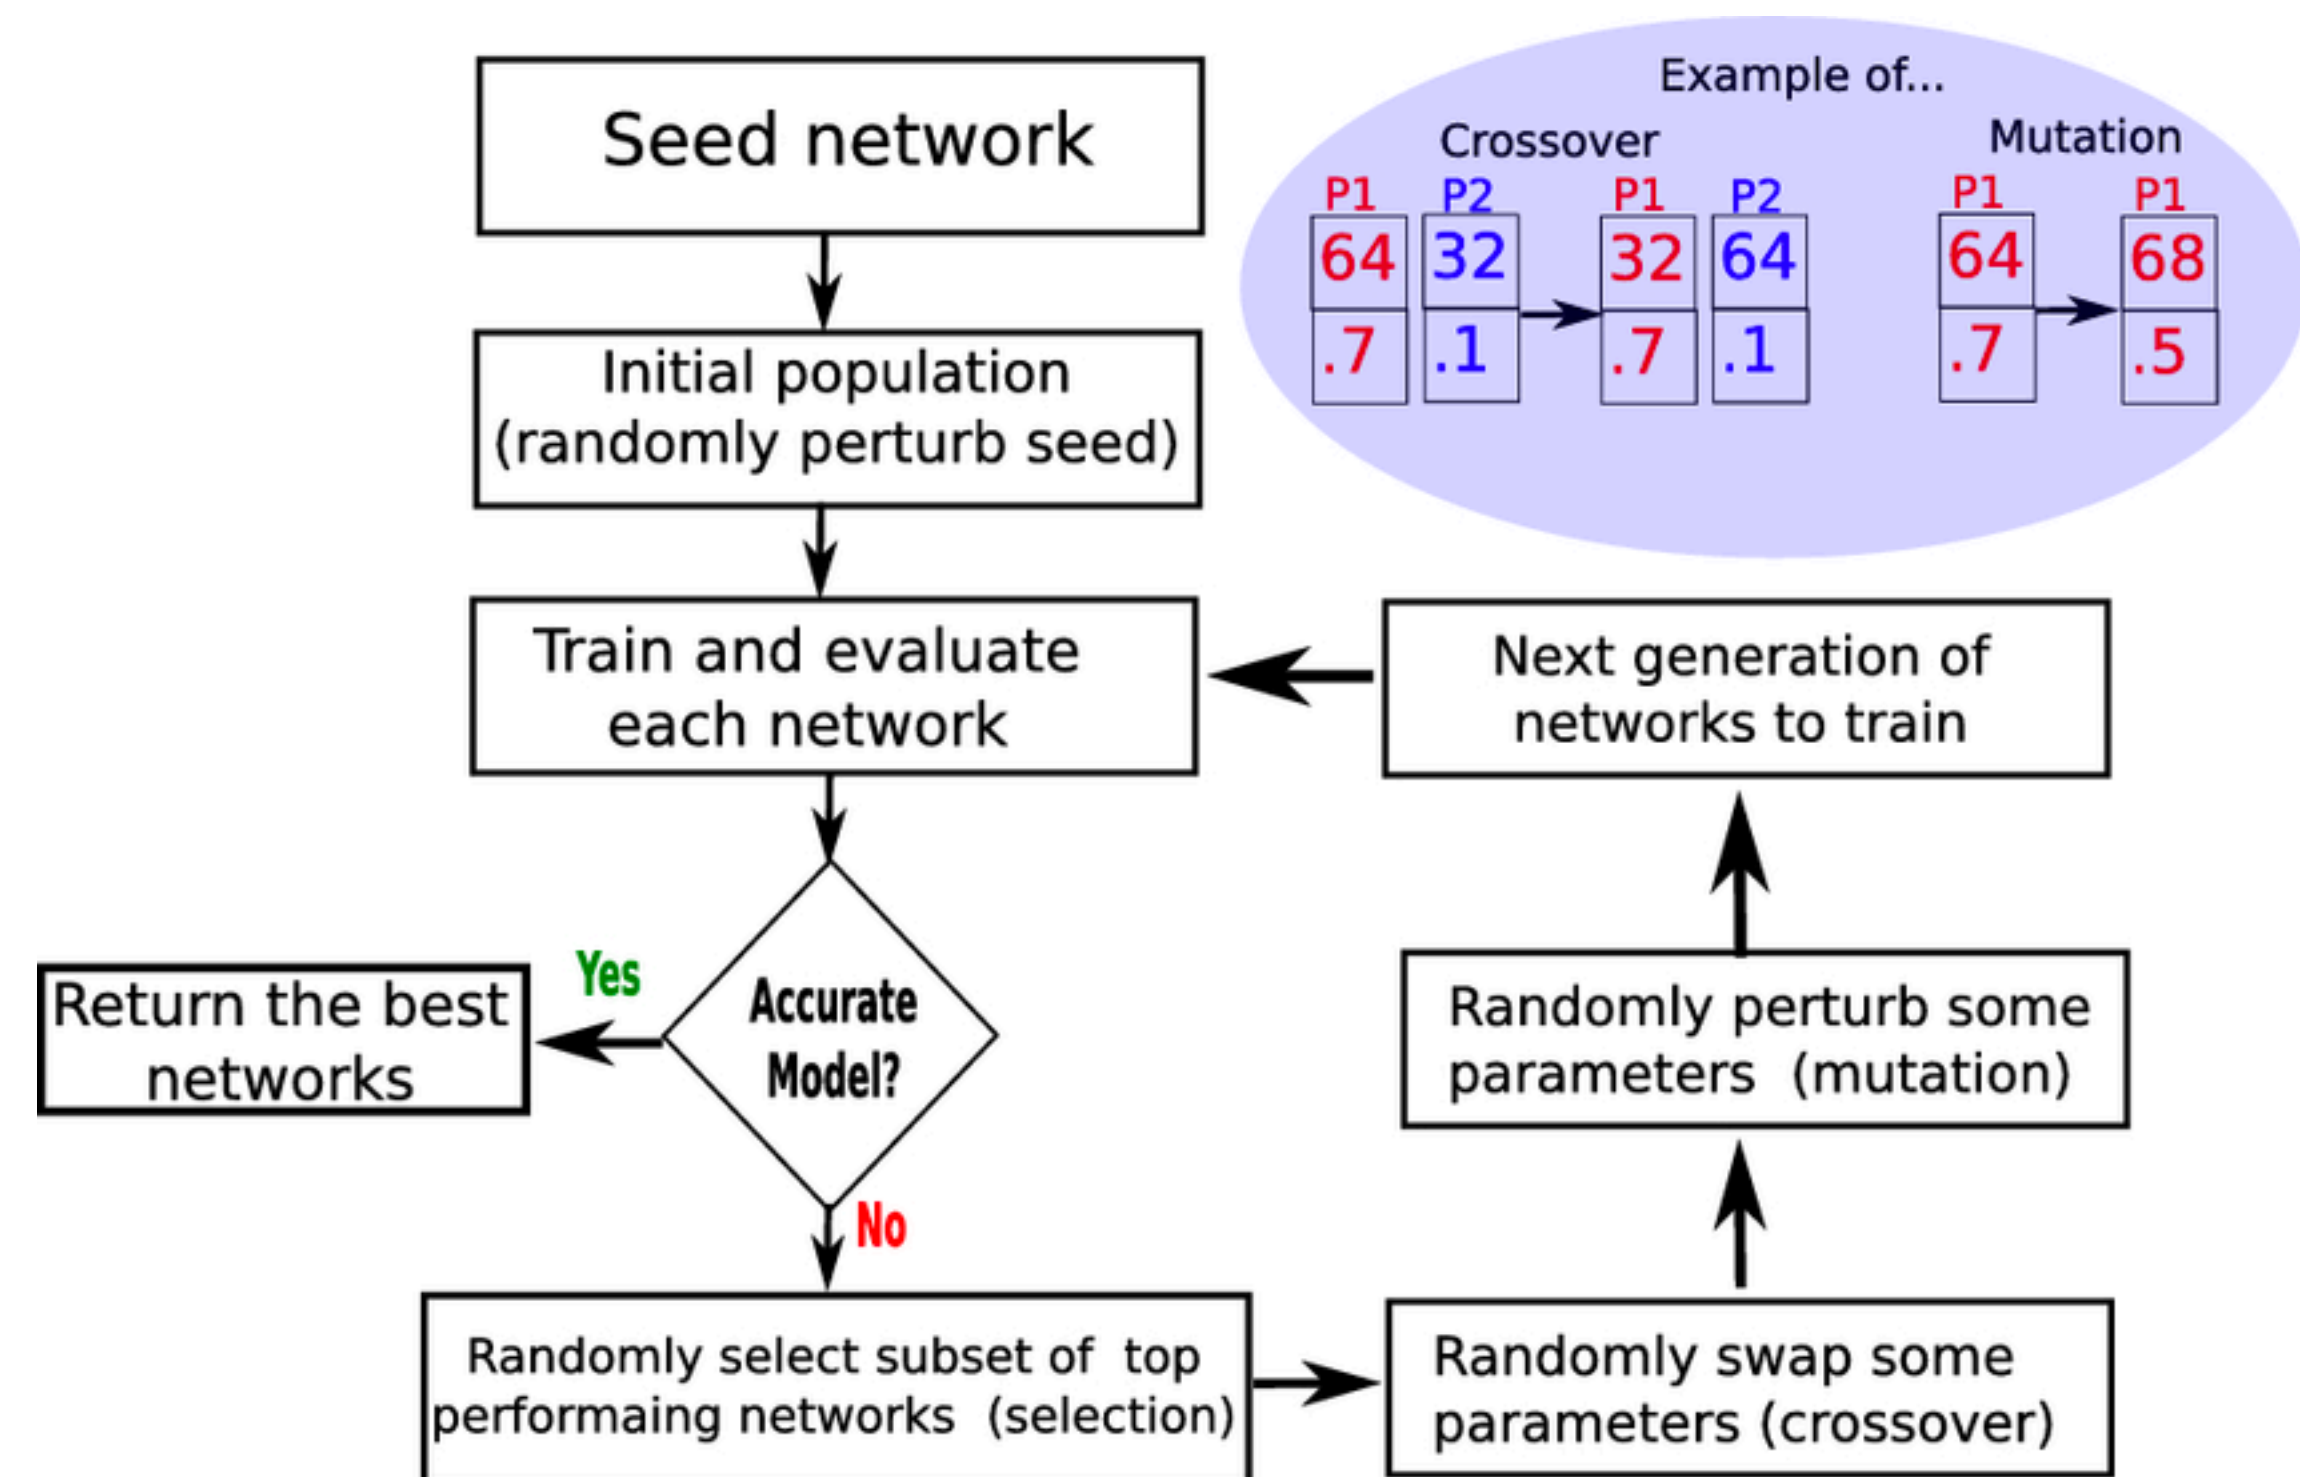 Seed network
Example of...
Crossover
Mutation
P1 P2 P1 P2 P1 P1
64 32 32 64 64 68
.7 .1 .7 .1 .7 .5
Initial population
(randomly perturb seed)
Train and evaluate
each network
Next generation of
networks to train
Accurate
Model?
Yes
Return the best
networks
No
Randomly select subset of top
performaing networks (selection)
Randomly swap some
parameters (crossover)
Randomly perturb some
parameters (mutation)